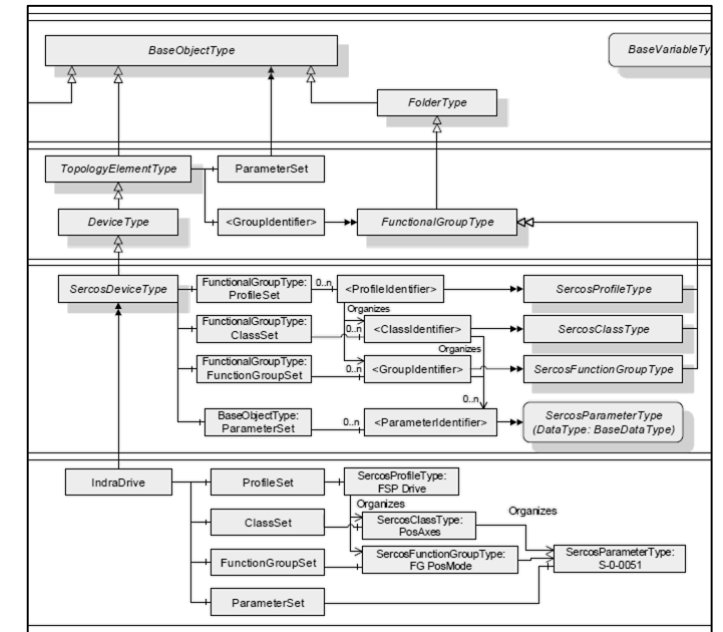 BaseObjectType
BaseVariableTy
FolderType
TopologyElementType
ParameterSet
DeviceType
<GroupIdentifier>
FunctionalGroupType
SercosDeviceType
FunctionalGroupType:
ProfileSet
0..n
<ProfileIdentifier>
SercosProfileType
Organizes
FunctionalGroupType:
ClassSet
0..n
<ClassIdentifier>
SercosClassType
Organizes
FunctionalGroupType:
FunctionGroupSet
0..n
<GroupIdentifier>
SercosFunctionGroupType
0..n
BaseObjectType:
ParameterSet
0..n
<ParameterIdentifier>
SercosParameterType
(DataType: BaseDataType)
IndraDrive
ProfileSet
SercosProfileType:
FSP Drive
Organizes
ClassSet
SercosClassType:
PosAxes
Organizes
FunctionGroupSet
SercosFunctionGroupType:
FG PosMode
SercosParameterType:
S-0-0051
ParameterSet